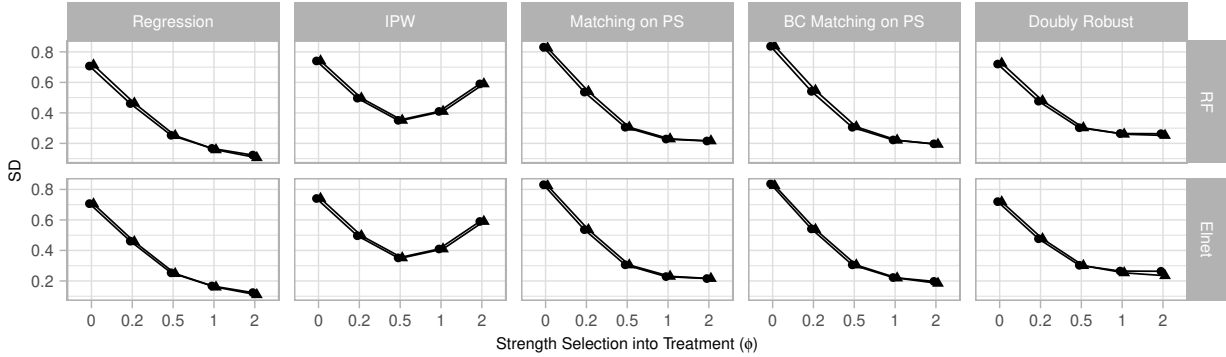 Regression IPW Matching on PS BC Matching on PS Doubly Robust
0.8
0.6
0.4
0.2
RF
SD
0.8
0.6
0.4
0.2
Elnet
0 0.2 0.5 1 2 0 0.2 0.5 1 2 0 0.2 0.5 1 2 0 0.2 0.5 1 2 0 0.2 0.5 1 2
Strength Selection into Treatment (ϕ)